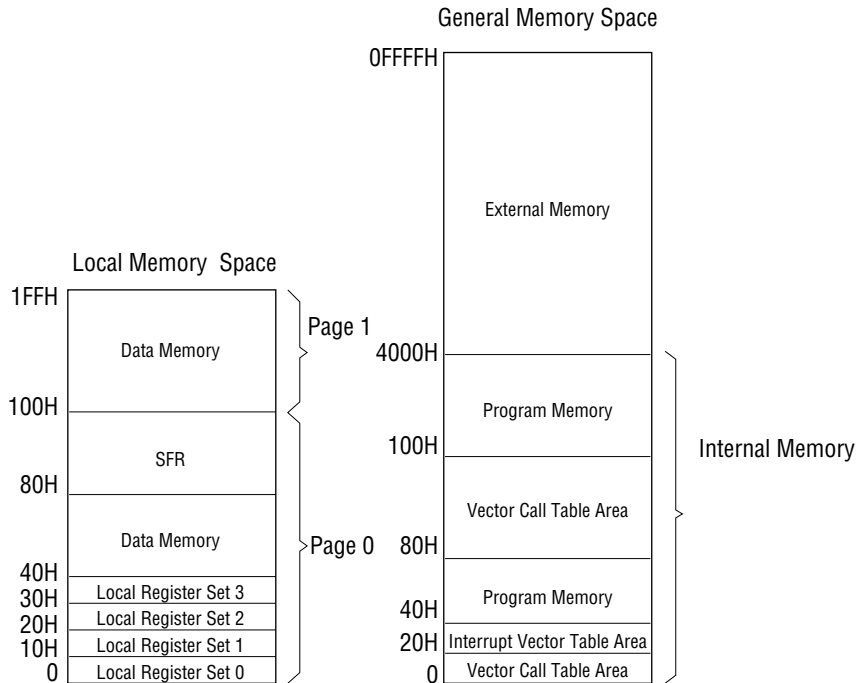 General Memory Space
0FFFFH
External Memory
4000H
Program Memory
100H
Vector Call Table Area
80H
Program Memory
40H
20H
Interrupt Vector Table Area
0
Vector Call Table Area
Internal Memory
Local Memory Space
1FFH
Data Memory
Page 1
100H
SFR
80H
Data Memory
Page 0
40H
Local Register Set 3
30H
Local Register Set 2
20H
Local Register Set 1
10H
Local Register Set 0
0